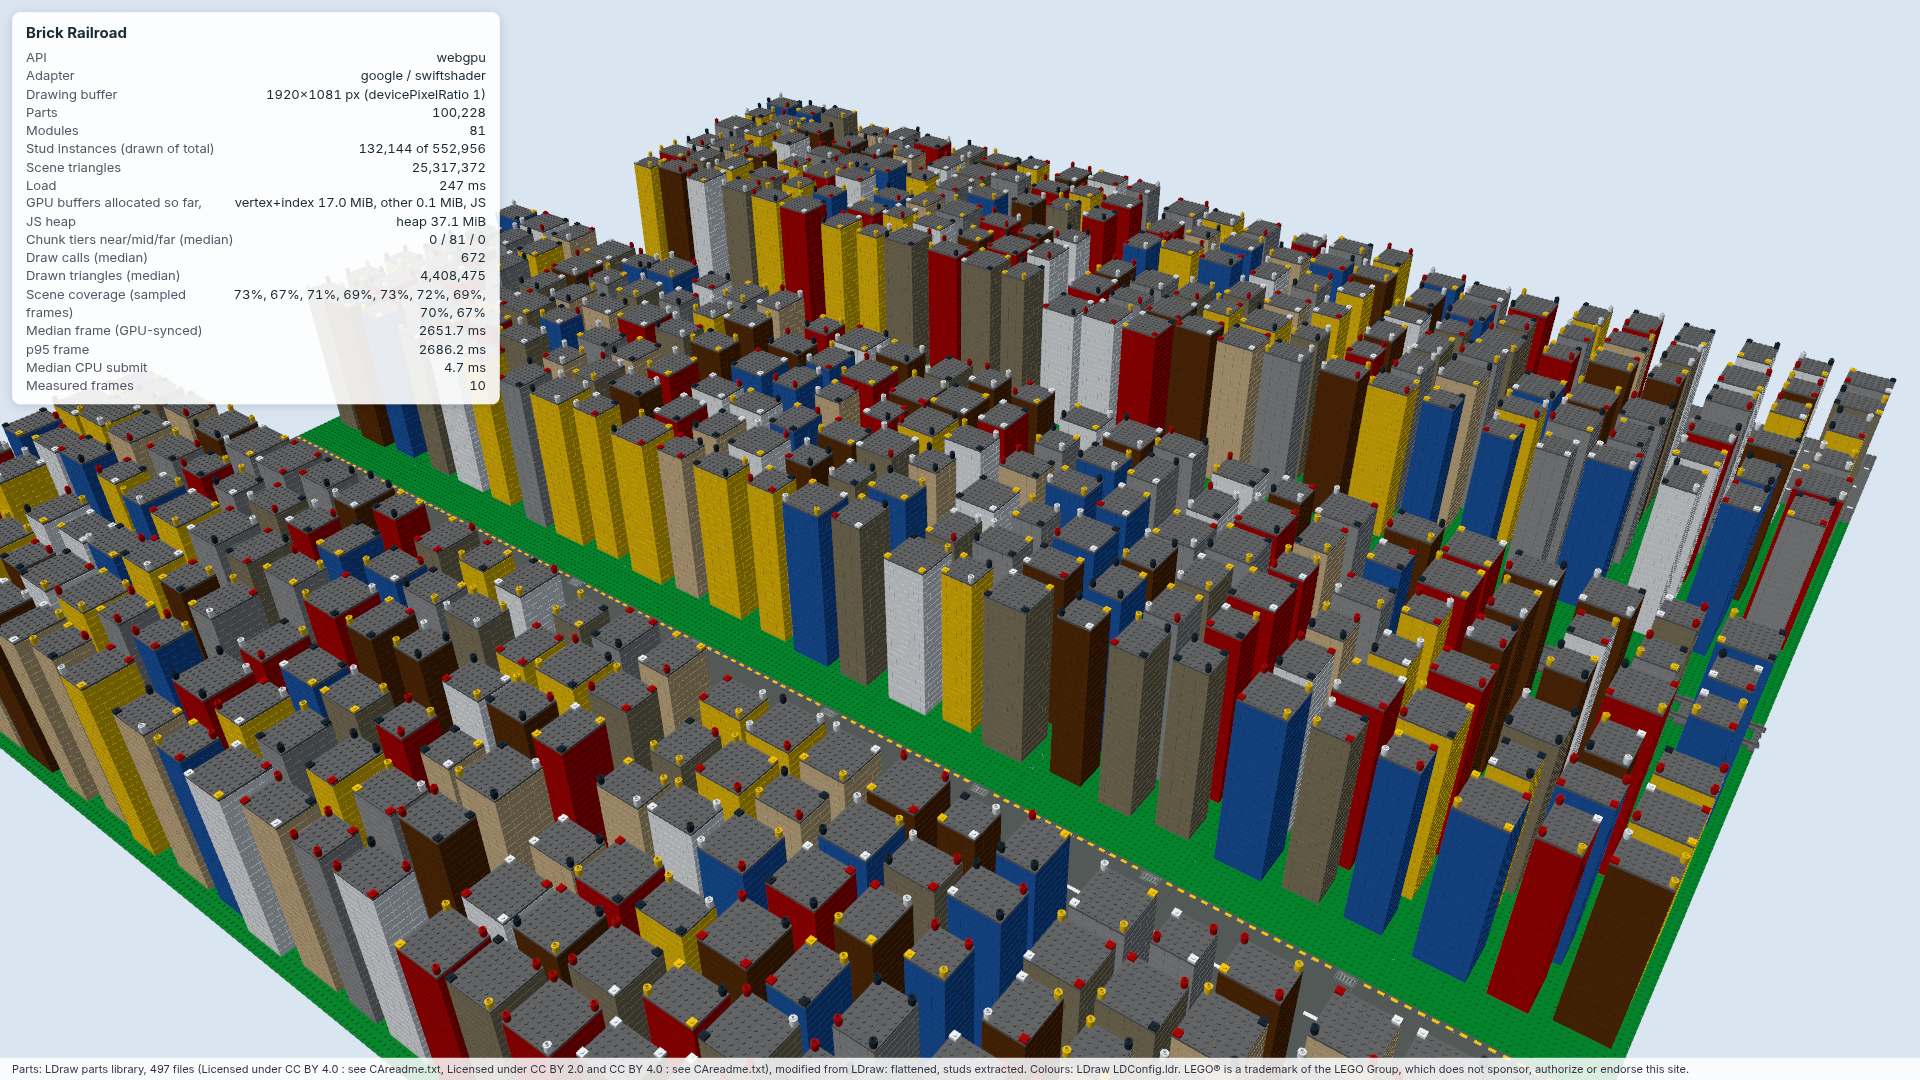 Brick Railroad
API webgpu
Adapter google / swiftshader
Drawing buffer 1920×1081 px (devicePixelRatio 1)
Parts 100,228
Modules 81
Stud instances (drawn of total) 132,144 of 552,956
Scene triangles 25,317,372
Load 247 ms
GPU buffers allocated so far, vertex+index 17.0 MiB, other 0.1 MiB, JS
JS heap heap 37.1 MiB
Chunk tiers near/mid/far (median) 0 / 81 / 0
Draw calls (median) 672
Drawn triangles (median) 4,408,475
Scene coverage (sampled 73%, 67%, 71%, 69%, 73%, 72%, 69%,
frames) 70%, 67%
Median frame (GPU-synced) 2651.7 ms
p95 frame 2686.2 ms
Median CPU submit 4.7 ms
Measured frames 10
Parts: LDraw parts library, 497 files (Licensed under CC BY 4.0 : see CAreadme.txt, Licensed under CC BY 2.0 and CC BY 4.0 : see CAreadme.txt), modified from LDraw: flattened, studs extracted. Colours: LDraw LDConfig.ldr. LEGO® is a trademark of the LEGO Group, which does not sponsor, authorize or endorse this site.